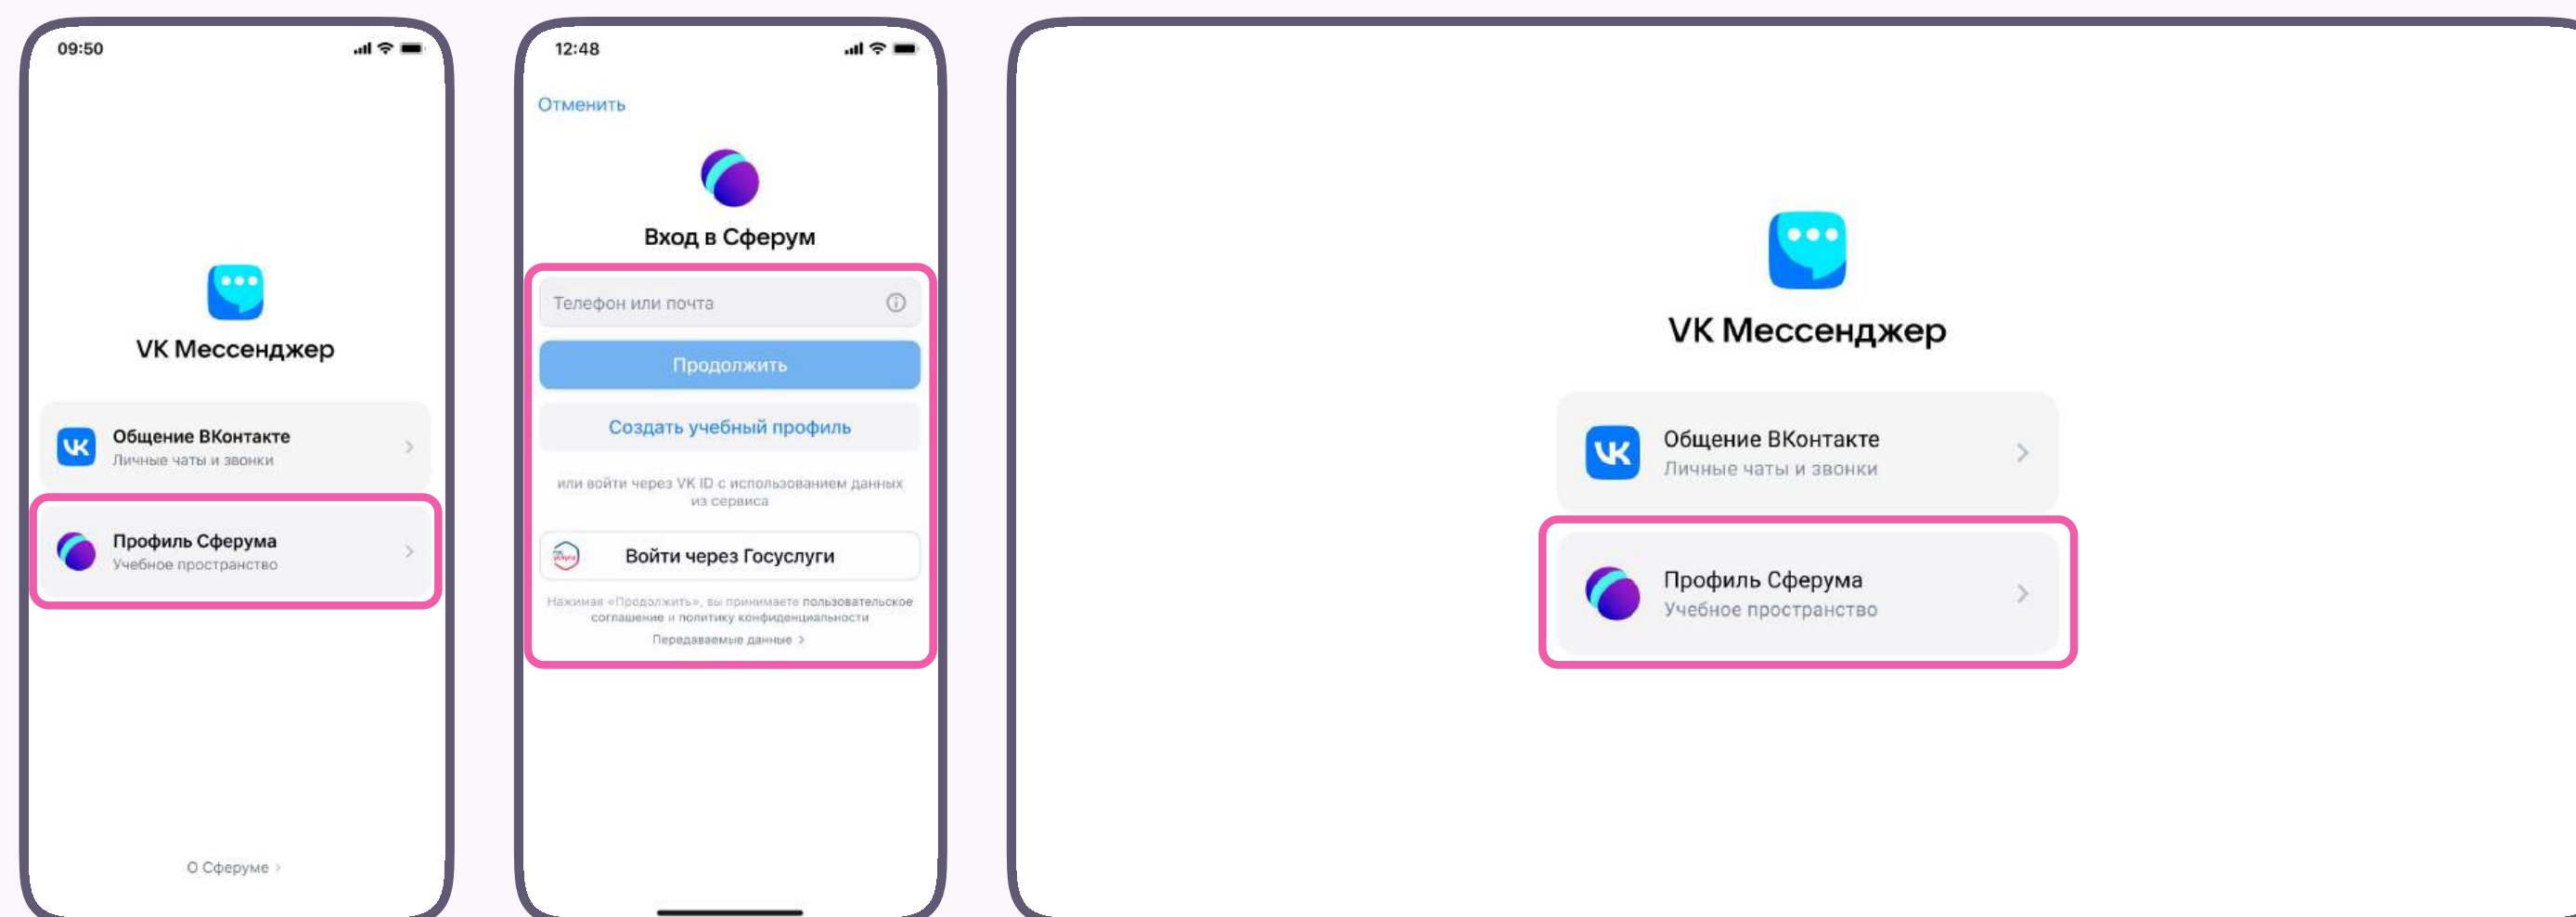 09:50
VK Мессенджер
Общение ВКонтакте
Личные чаты и звонки
Профиль Сферума
Учебное пространство
О Сферуме
12:48
Отменить
Вход в Сферум
Телефон или почта
Продолжить
Создать учебный профиль
или войти через VK ID с использованием данных
из сервиса
Войти через Госуслуги
Нажимая «Продолжить», вы принимаете пользовательское
соглашение и политику конфиденциальности
Передаваемые данные
VK Мессенджер
Общение ВКонтакте
Личные чаты и звонки
Профиль Сферума
Учебное пространство